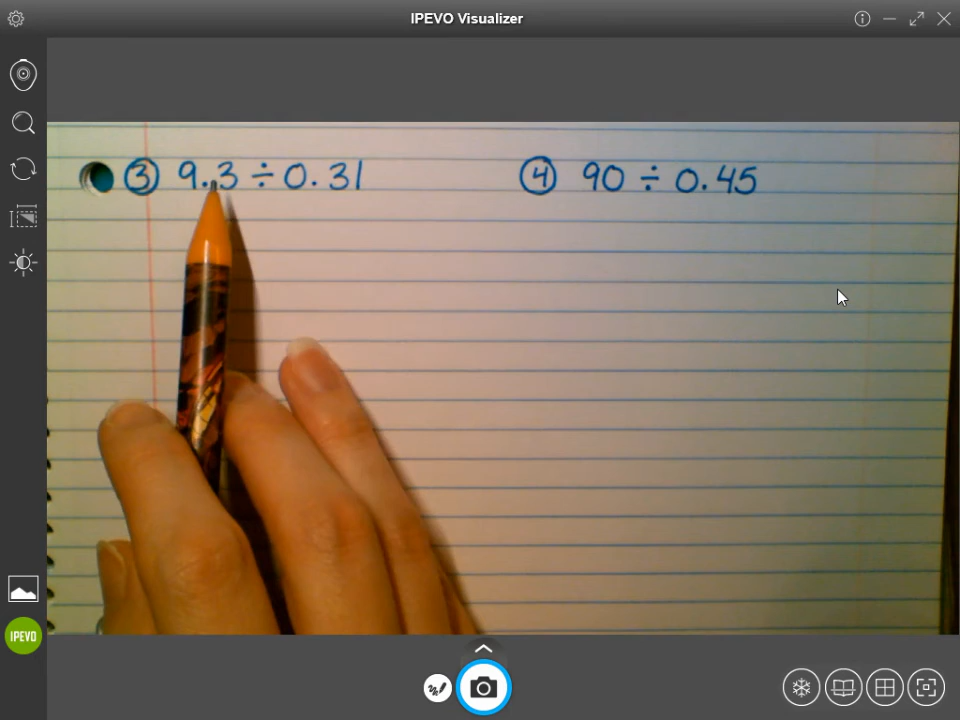 IPEVO Visualizer
③ 9.3 ÷ 0.31
④ 90 ÷ 0.45
IPEVO